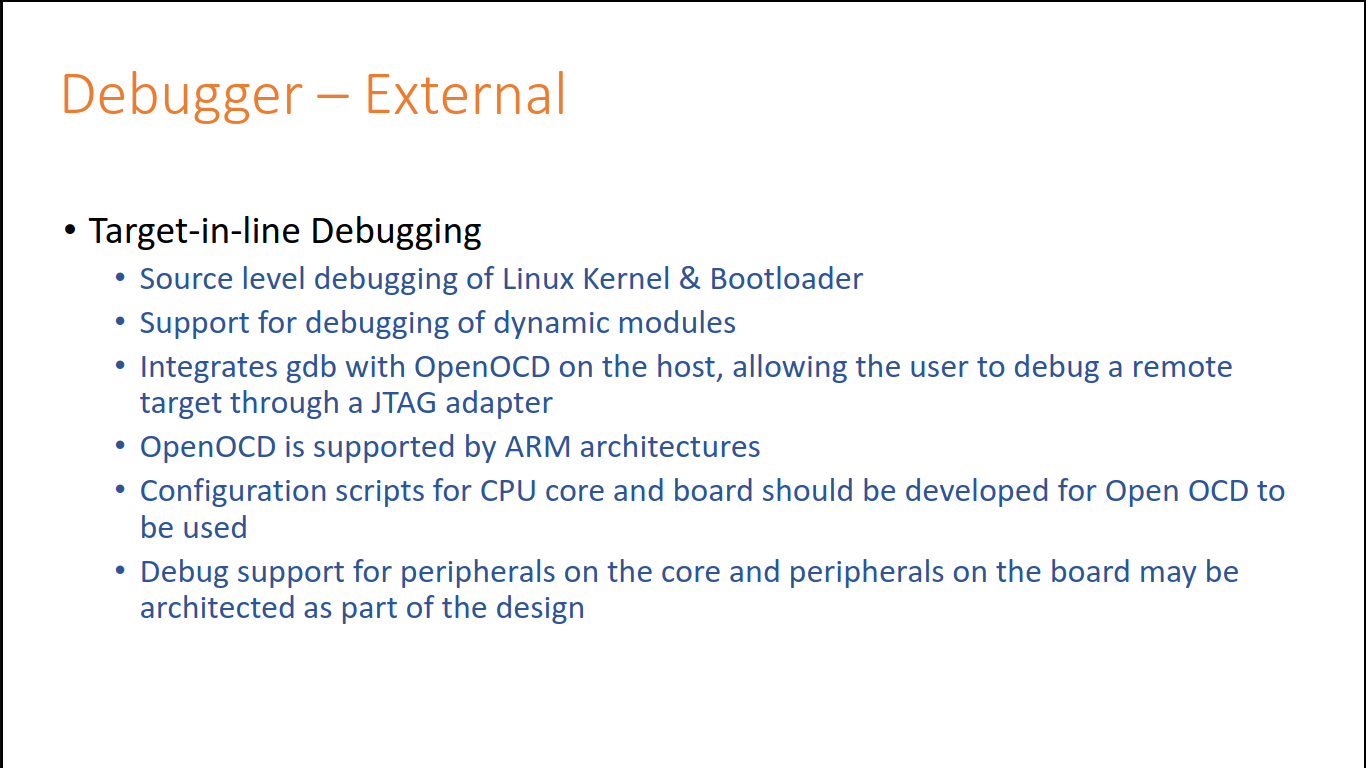 Debugger – External
• Target-in-line Debugging
• Source level debugging of Linux Kernel & Bootloader
• Support for debugging of dynamic modules
• Integrates gdb with OpenOCD on the host, allowing the user to debug a remote
target through a JTAG adapter
• OpenOCD is supported by ARM architectures
• Configuration scripts for CPU core and board should be developed for Open OCD to
be used
• Debug support for peripherals on the core and peripherals on the board may be
architected as part of the design